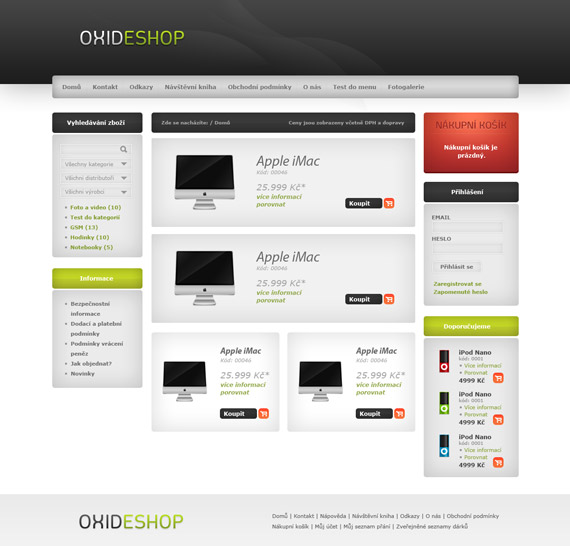 OXIDESHOP
Domů Kontakt Odkazy Návštěvní kniha Obchodní podmínky O nás Test do menu Fotogalerie
Vyhledávání zboží
Všechny kategorie
Všichni distributoři
Všichni výrobci
Foto a video (10)
Test do kategorií
GSM (13)
Hodinky (10)
Notebooky (5)
Informace
Bezpečnostní
informace
Dodací a platební
podmínky
Podmínky vrácení
peněz
Jak objednat?
Novinky
Zde se nacházíte: / Domů
Ceny jsou zobrazeny včetně DPH a dopravy
Apple iMac
Kód: 00046
25.999 Kč*
více informací
porovnat
Koupit
Apple iMac
Kód: 00046
25.999 Kč*
více informací
porovnat
Koupit
Apple iMac
Kód: 00046
25.999 Kč*
více informací
porovnat
Koupit
Apple iMac
Kód: 00046
25.999 Kč*
více informací
porovnat
Koupit
NÁKUPNÍ KOŠÍK
Nákupní košík je
prázdný.
Přihlášení
EMAIL
HESLO
Přihlásit se
Zaregistrovat se
Zapomenuté heslo
Doporučujeme
iPod Nano
kód: 0001
Více informací
Porovnat
4999 Kč
iPod Nano
kód: 0001
Více informací
Porovnat
4999 Kč
iPod Nano
kód: 0001
Více informací
Porovnat
4999 Kč
OXIDESHOP
Domů | Kontakt | Nápověda | Návštěvní kniha | Odkazy | O nás | Obchodní podmínky
Nákupní košík | Můj účet | Můj seznam přání | Zveřejněné seznamy dárků